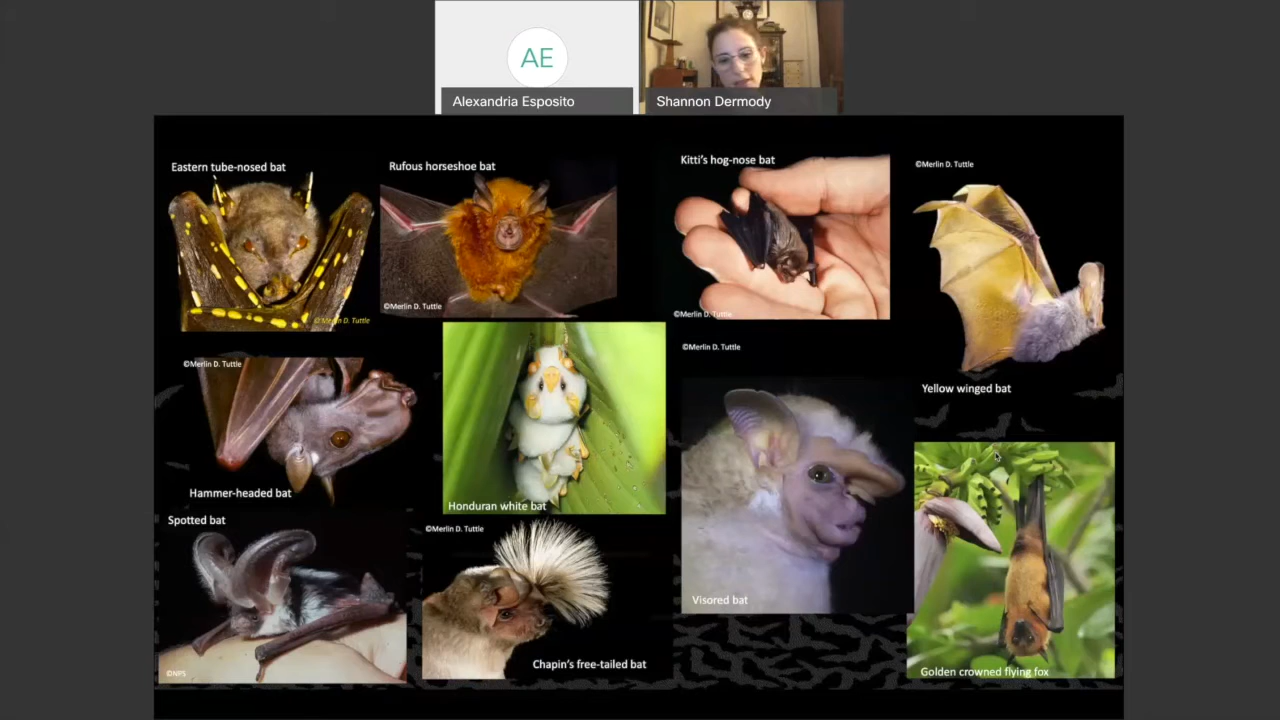 AE
Alexandria Esposito
Shannon Dermody
Eastern tube-nosed bat
Rufous horseshoe bat
Kitti's hog-nose bat
©Merlin D. Tuttle
© Merlin D. Tuttle
©Merlin D. Tuttle
©Merlin D. Tuttle
©Merlin D. Tuttle
©Merlin D. Tuttle
Yellow winged bat
Hammer-headed bat
Honduran white bat
Spotted bat
©Merlin D. Tuttle
Visored bat
Chapin's free-tailed bat
©NPS
Golden crowned flying fox